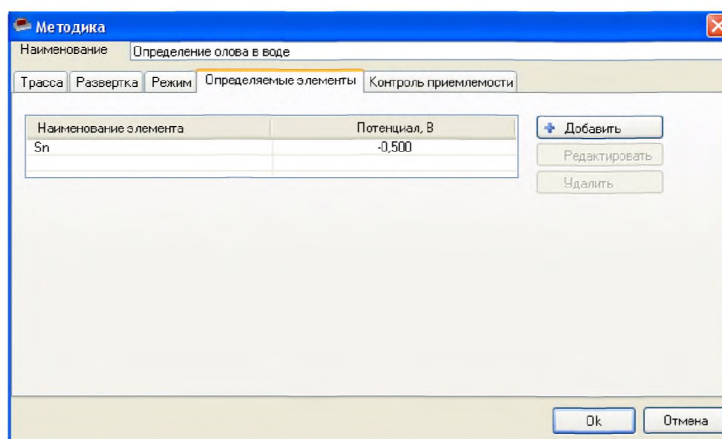 Методика
Наименование Определение олова в воде
Трасса Развертка Режим Определяемые элементы Контроль приемлемости
Наименование элемента Потенциал, В
Sn -0,500
Добавить
Редактировать
Удалить
Ok Отмена